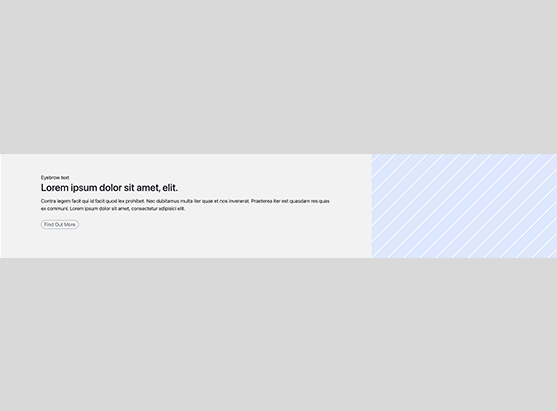 Eyebrow text
Lorem ipsum dolor sit amet, elit.
Contra legem facit qui id facit quod lex prohibet. Nec dubitamus multa iter quae et nos invenerat. Praeterea iter est quasdam res quas
ex communi. Lorem ipsum dolor sit amet, consectetur adipisici elit.
Find Out More